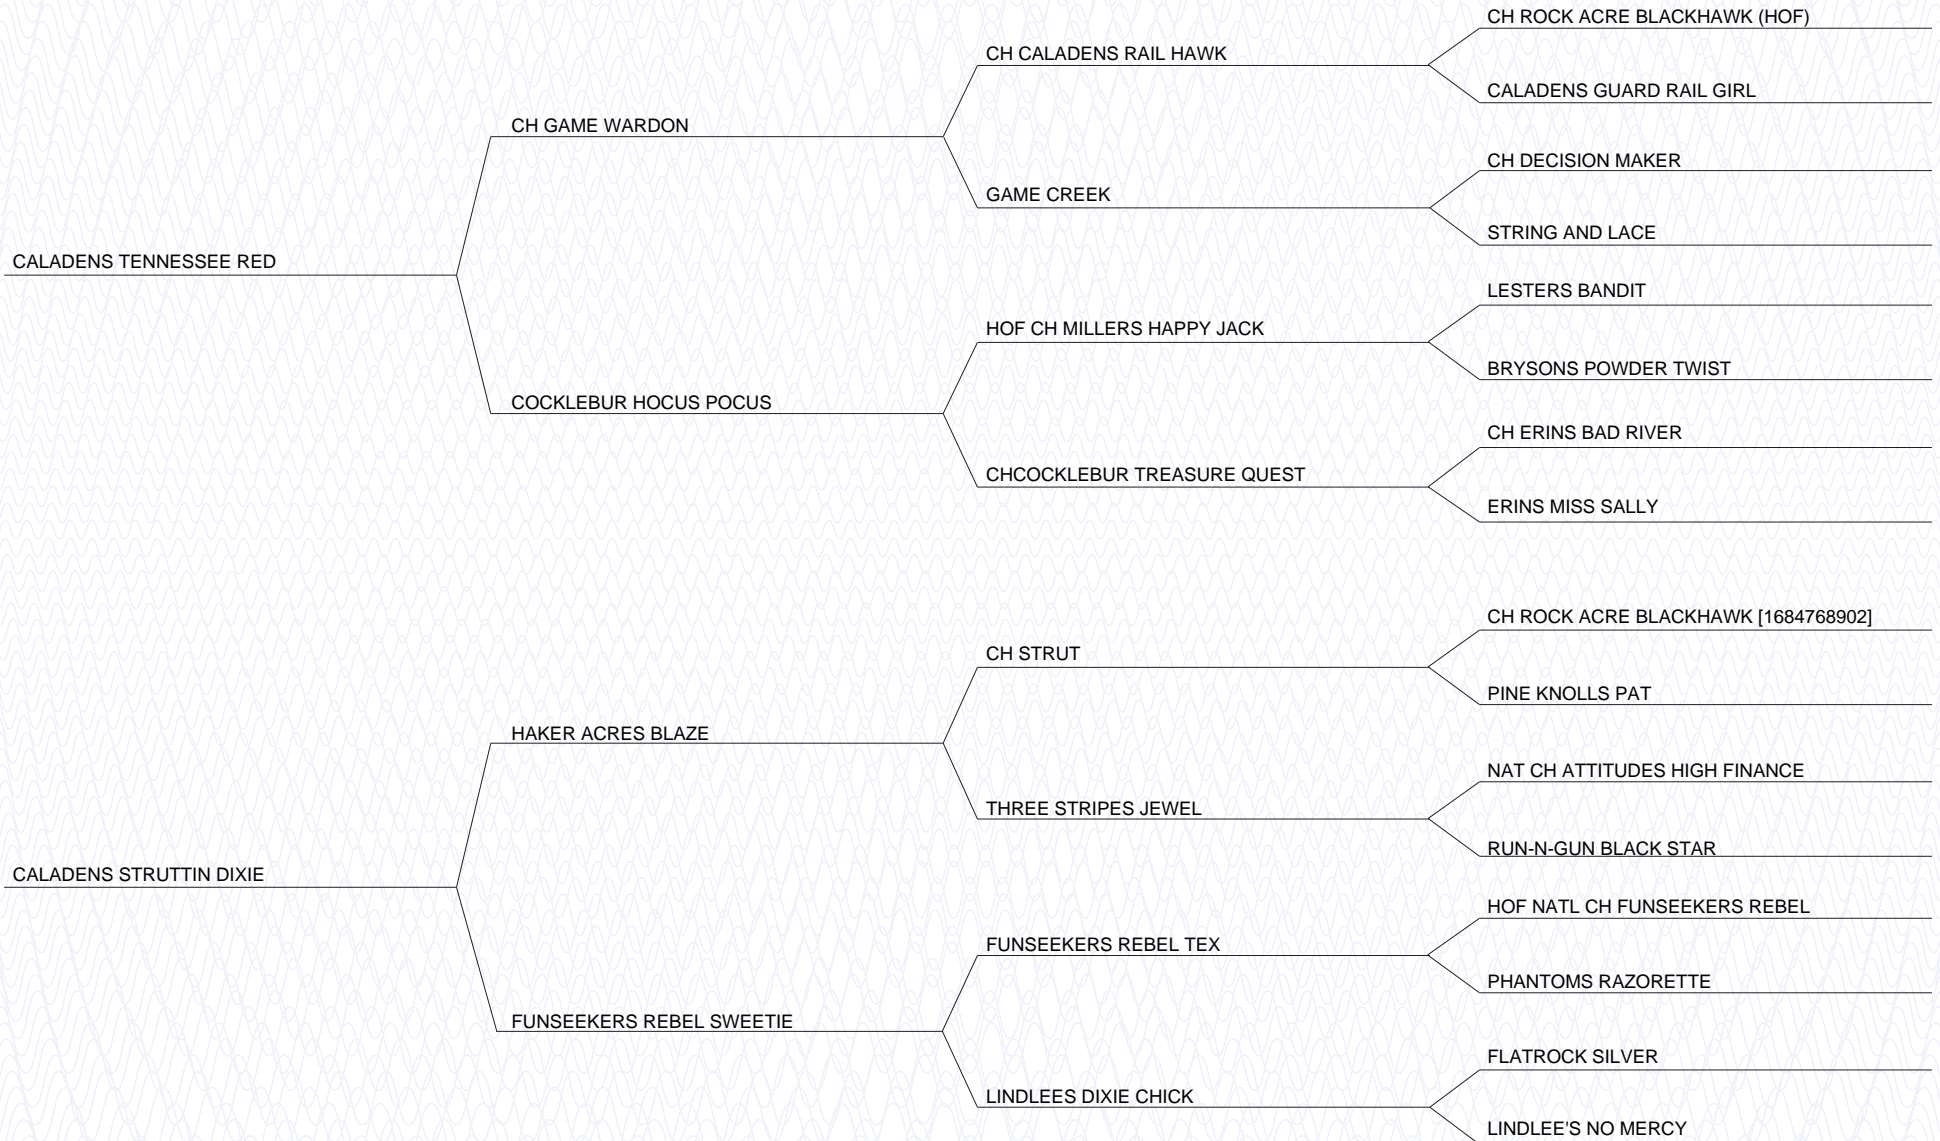 CH ROCK ACRE BLACKHAWK (HOF)
CH CALADENS RAIL HAWK
CALADENS GUARD RAIL GIRL
CH GAME WARDON
CH DECISION MAKER
GAME CREEK
STRING AND LACE
CALADENS TENNESSEE RED
LESTERS BANDIT
HOF CH MILLERS HAPPY JACK
BRYSONS POWDER TWIST
COCKLEBUR HOCUS POCUS
CH ERINS BAD RIVER
CHCOCKLEBUR TREASURE QUEST
ERINS MISS SALLY
CH ROCK ACRE BLACKHAWK [1684768902]
CH STRUT
PINE KNOLLS PAT
HAKER ACRES BLAZE
NAT CH ATTITUDES HIGH FINANCE
THREE STRIPES JEWEL
RUN-N-GUN BLACK STAR
CALADENS STRUTTIN DIXIE
HOF NATL CH FUNSEEKERS REBEL
FUNSEEKERS REBEL TEX
PHANTOMS RAZORETTE
FUNSEEKERS REBEL SWEETIE
FLATROCK SILVER
LINDLEES DIXIE CHICK
LINDLEE'S NO MERCY